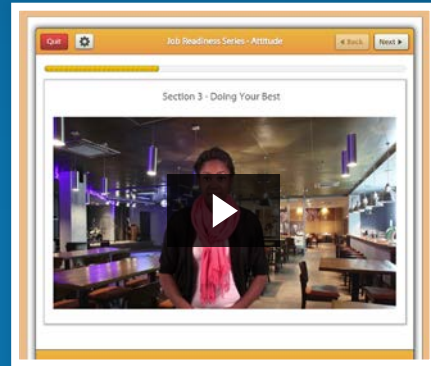 Quit
Job Readiness Series - Attitude
Back
Next
Section 3 - Doing Your Best